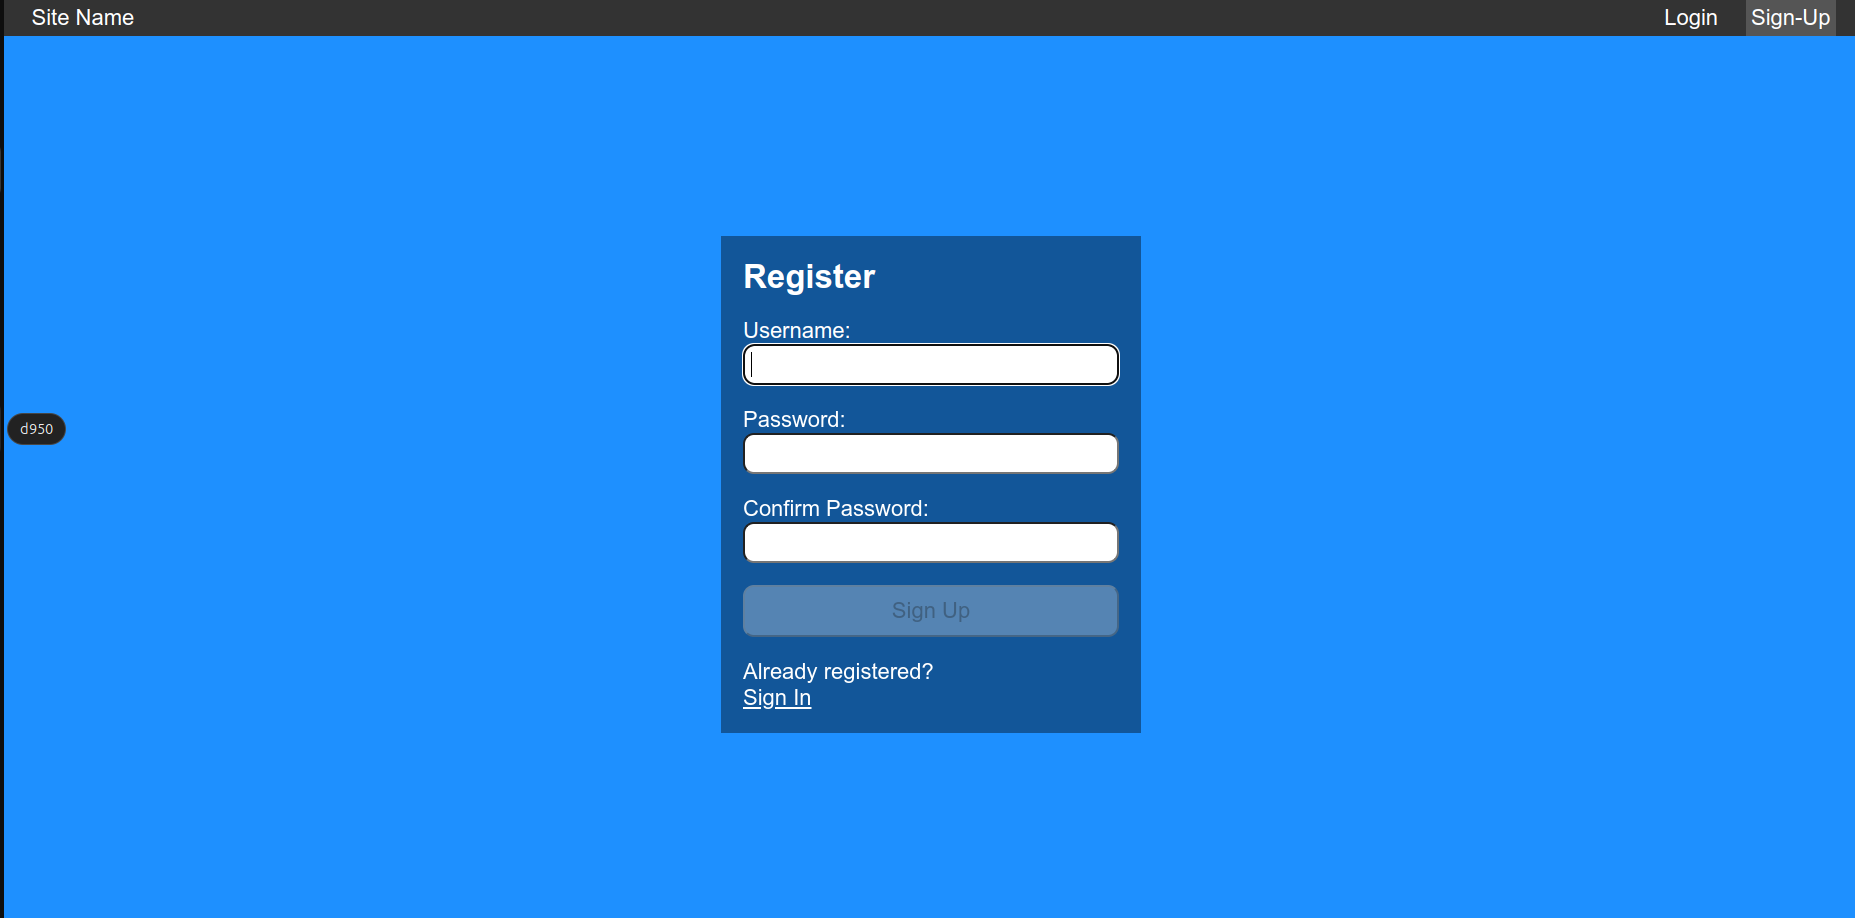 Site Name
Login
Sign-Up
Register
Username:
Password:
d950
Confirm Password:
Sign Up
Already registered?
Sign In